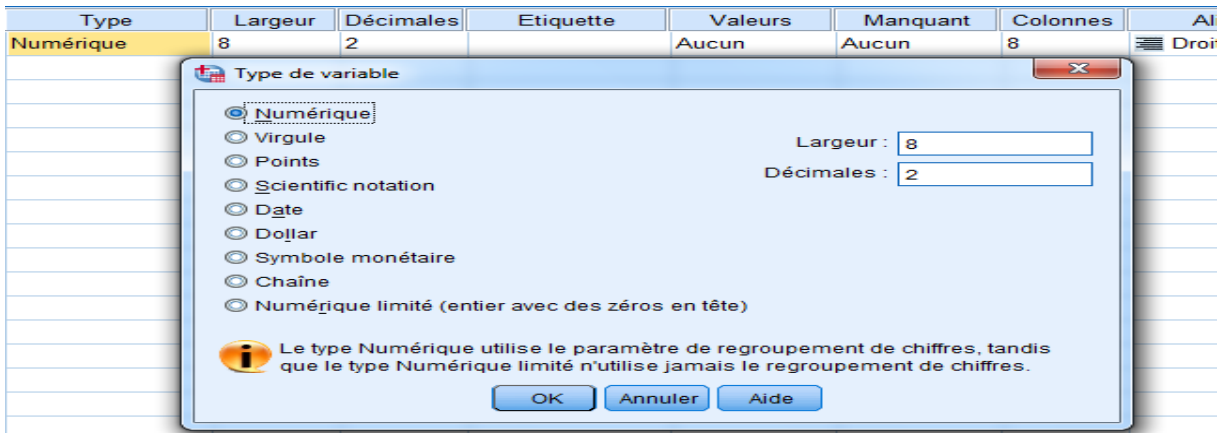 Type Largeur Décimales Etiquette Valeurs Manquant Colonnes
Numérique 8 2 Aucun Aucun 8 Droit
Type de variable
Numérique
Virgule
Largeur : 8
Points
Décimales : 2
Scientific notation
Date
Dollar
Symbole monétaire
Chaîne
Numérique limité (entier avec des zéros en tête)
Le type Numérique utilise le paramètre de regroupement de chiffres, tandis
que le type Numérique limité n'utilise jamais le regroupement de chiffres.
OK Annuler Aide